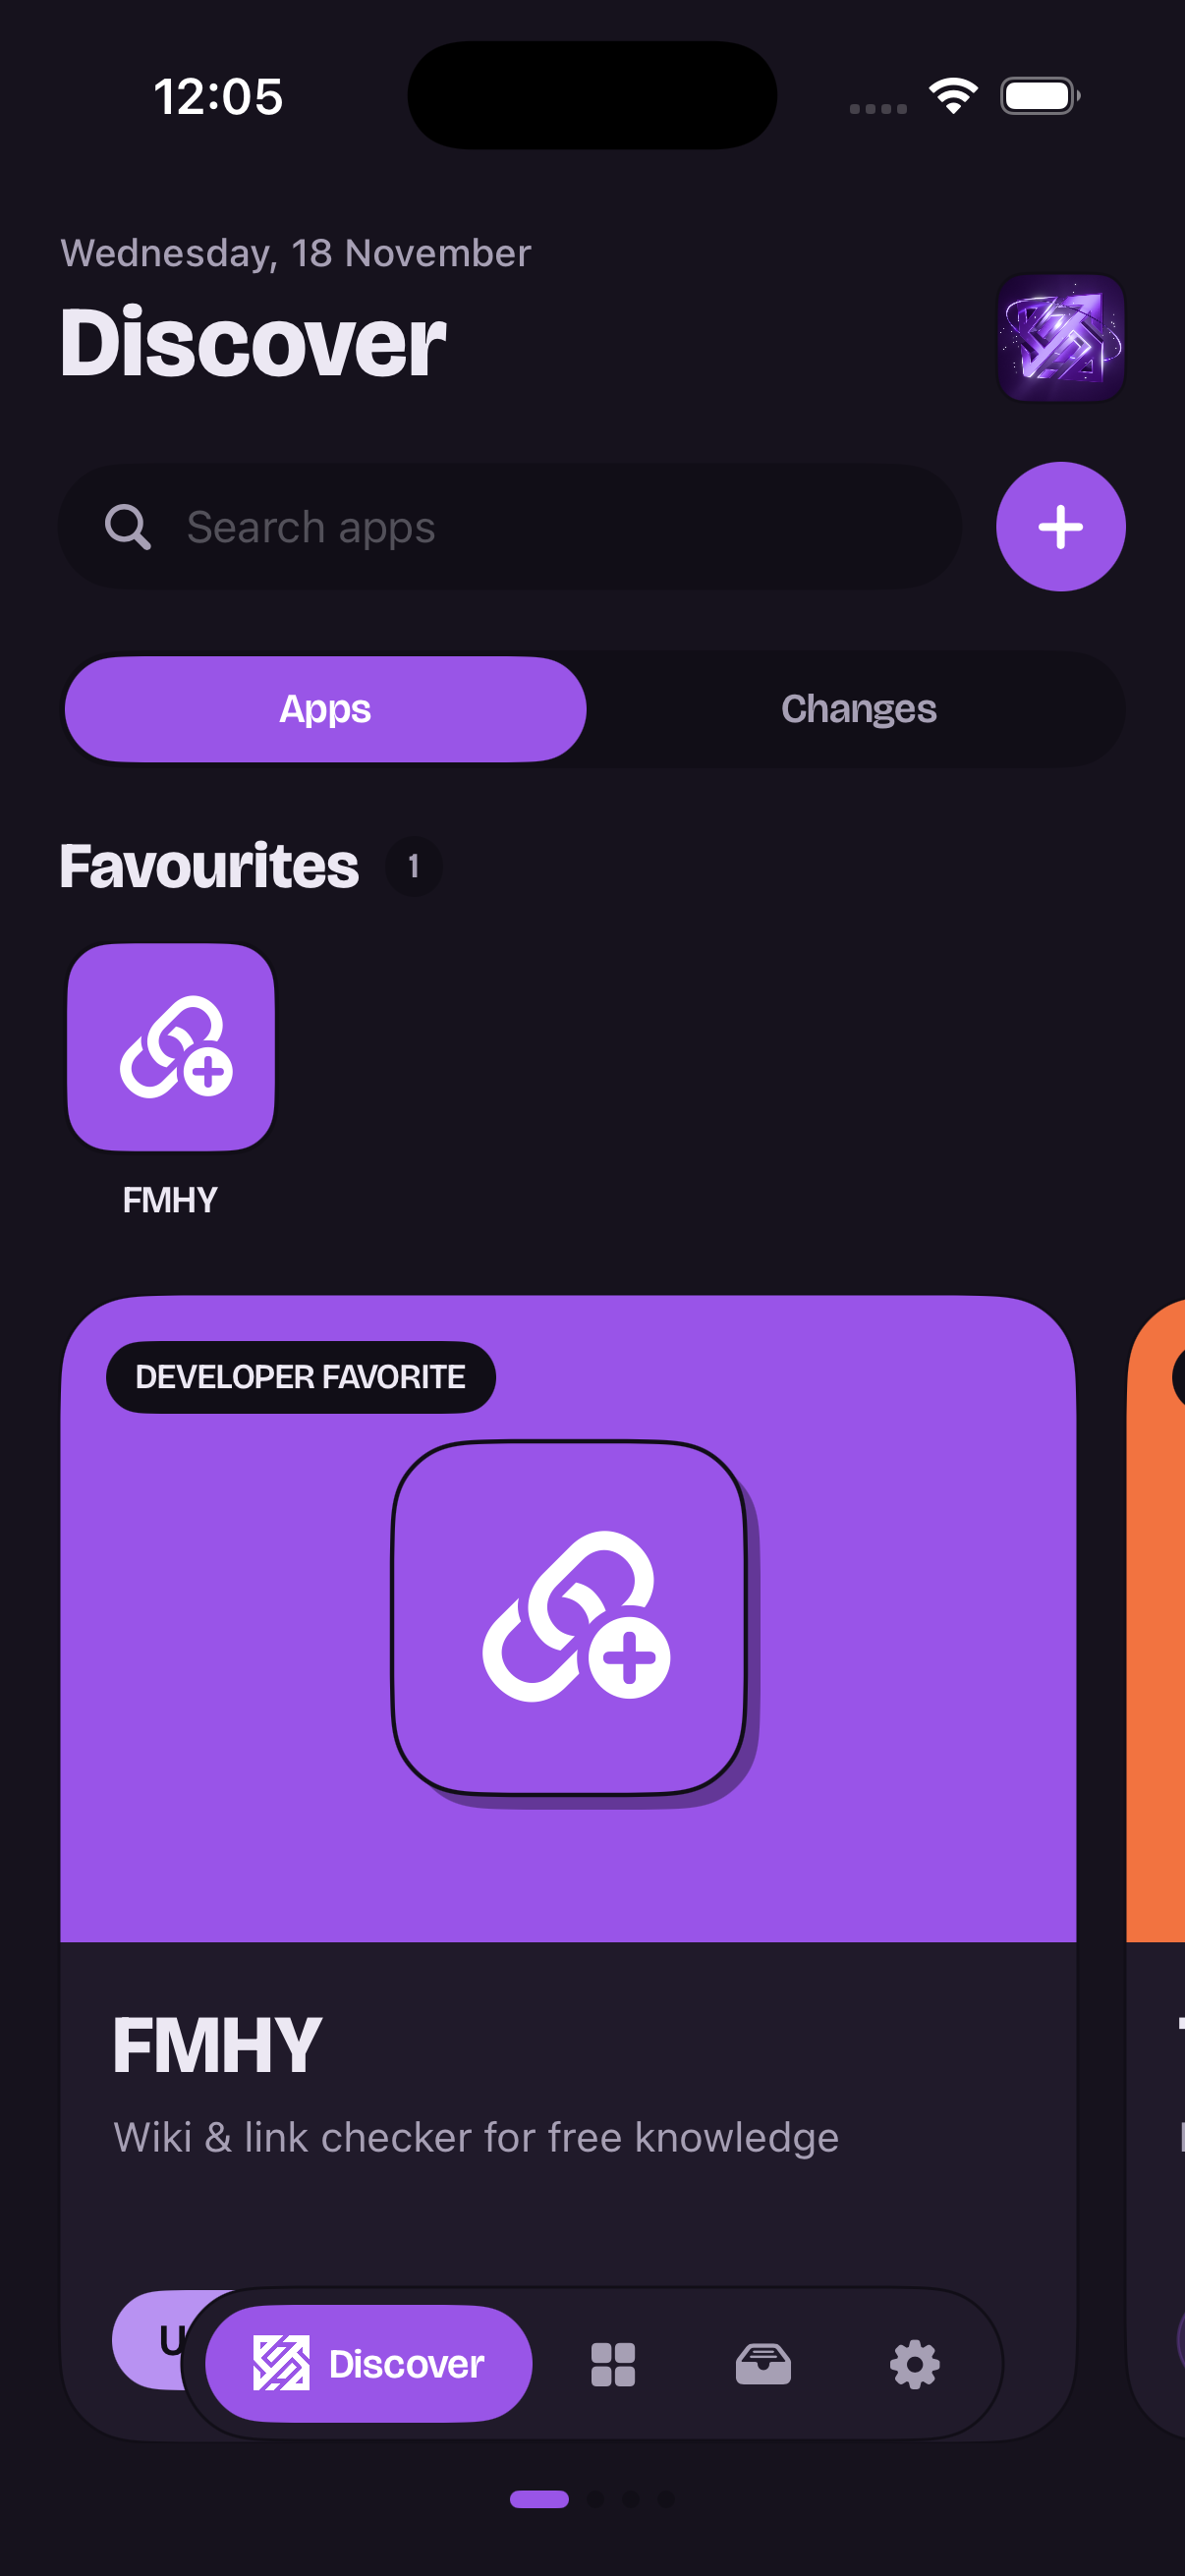 12:05
Wednesday, 18 November
Discover
Search apps
Apps
Changes
Favourites 1
FMHY
DEVELOPER FAVORITE
FMHY
Wiki & link checker for free knowledge
Discover